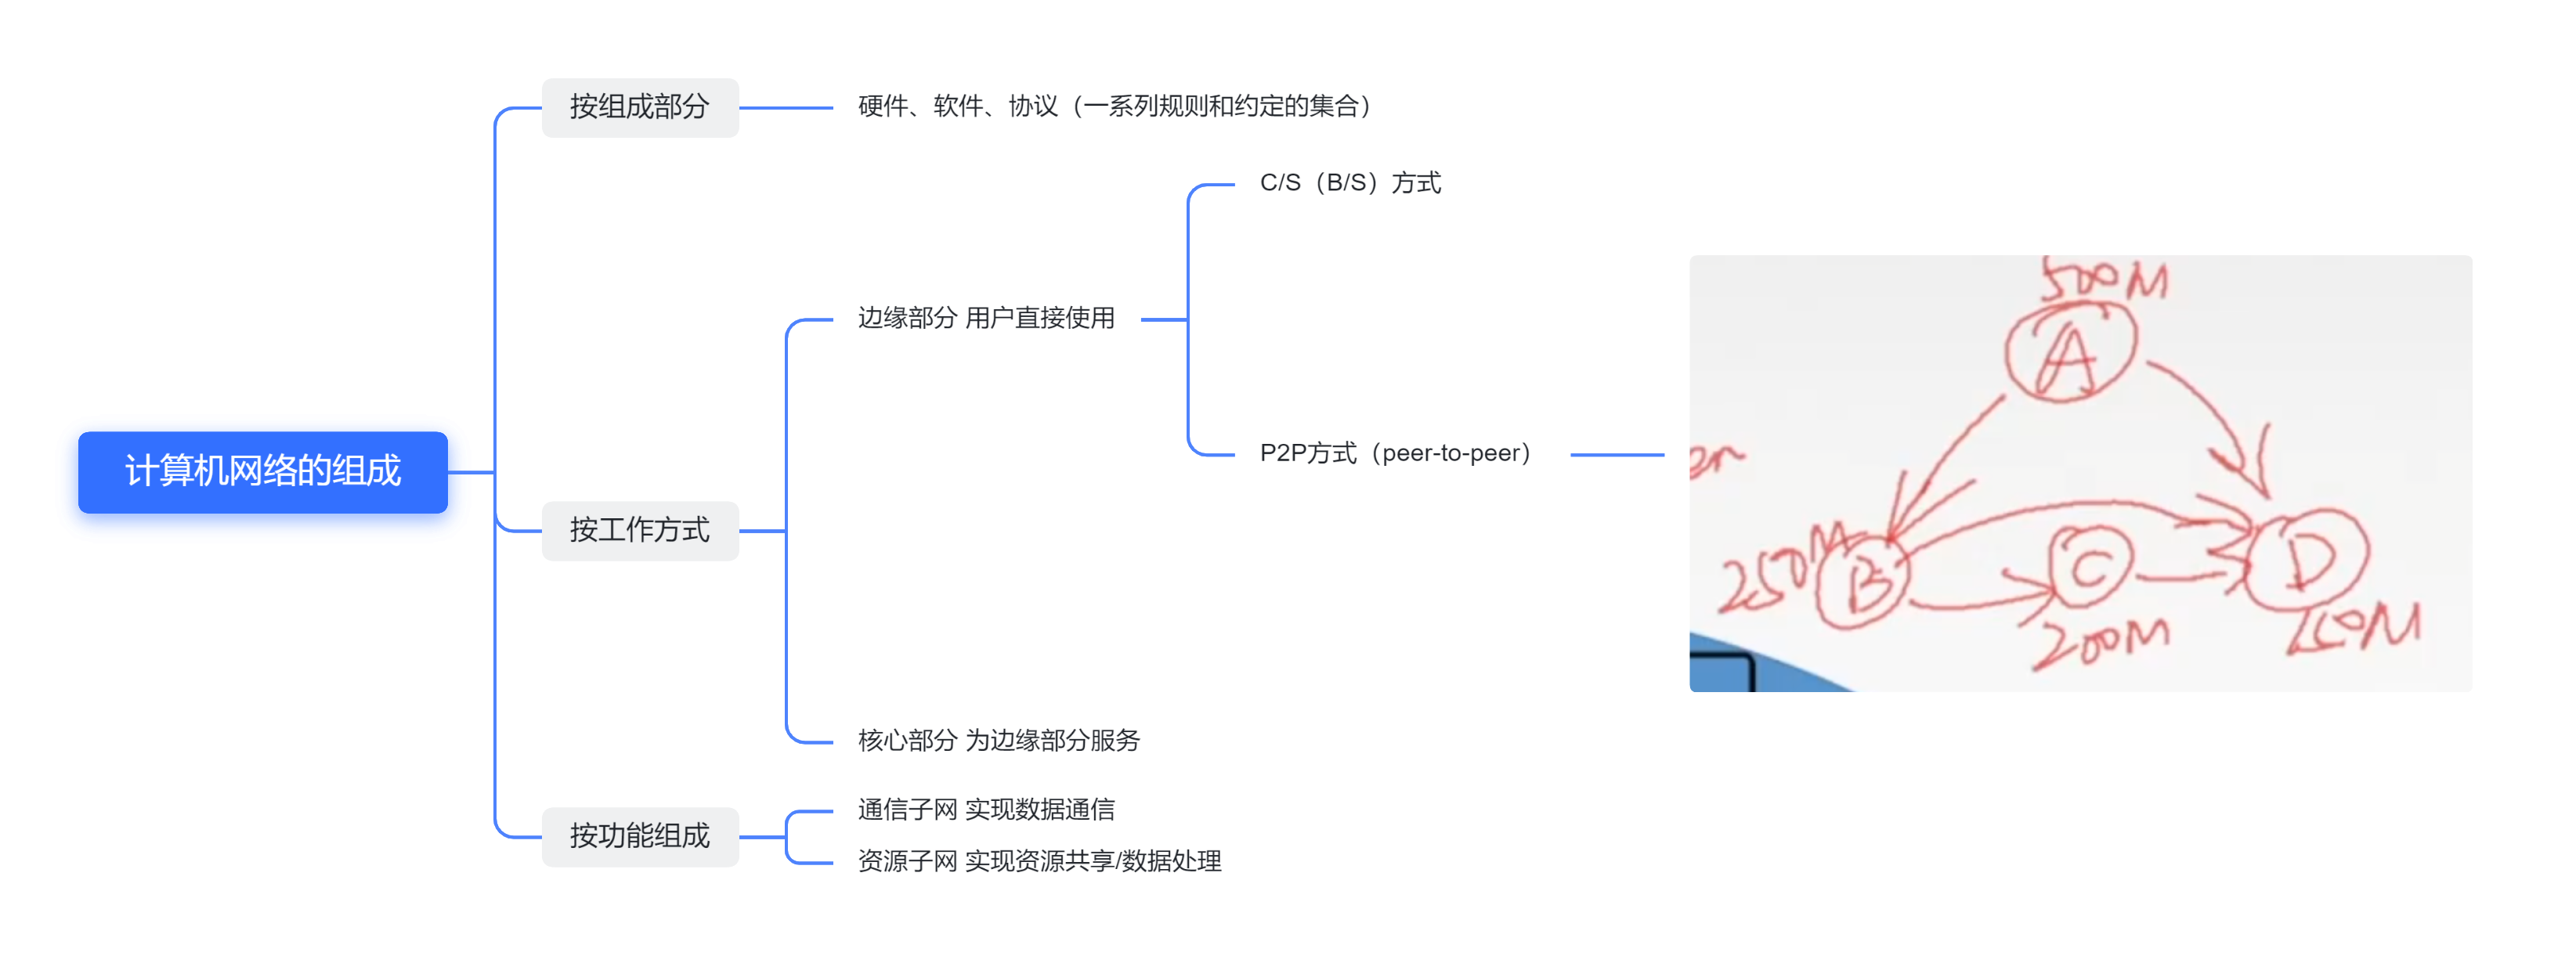 计算机网络的组成
按组成部分
硬件、软件、协议（一系列规则和约定的集合）
按工作方式
边缘部分 用户直接使用
C/S（B/S）方式
P2P方式（peer-to-peer）
500M
A
250M
B
C
200M
D
核心部分 为边缘部分服务
按功能组成
通信子网 实现数据通信
资源子网 实现资源共享/数据处理